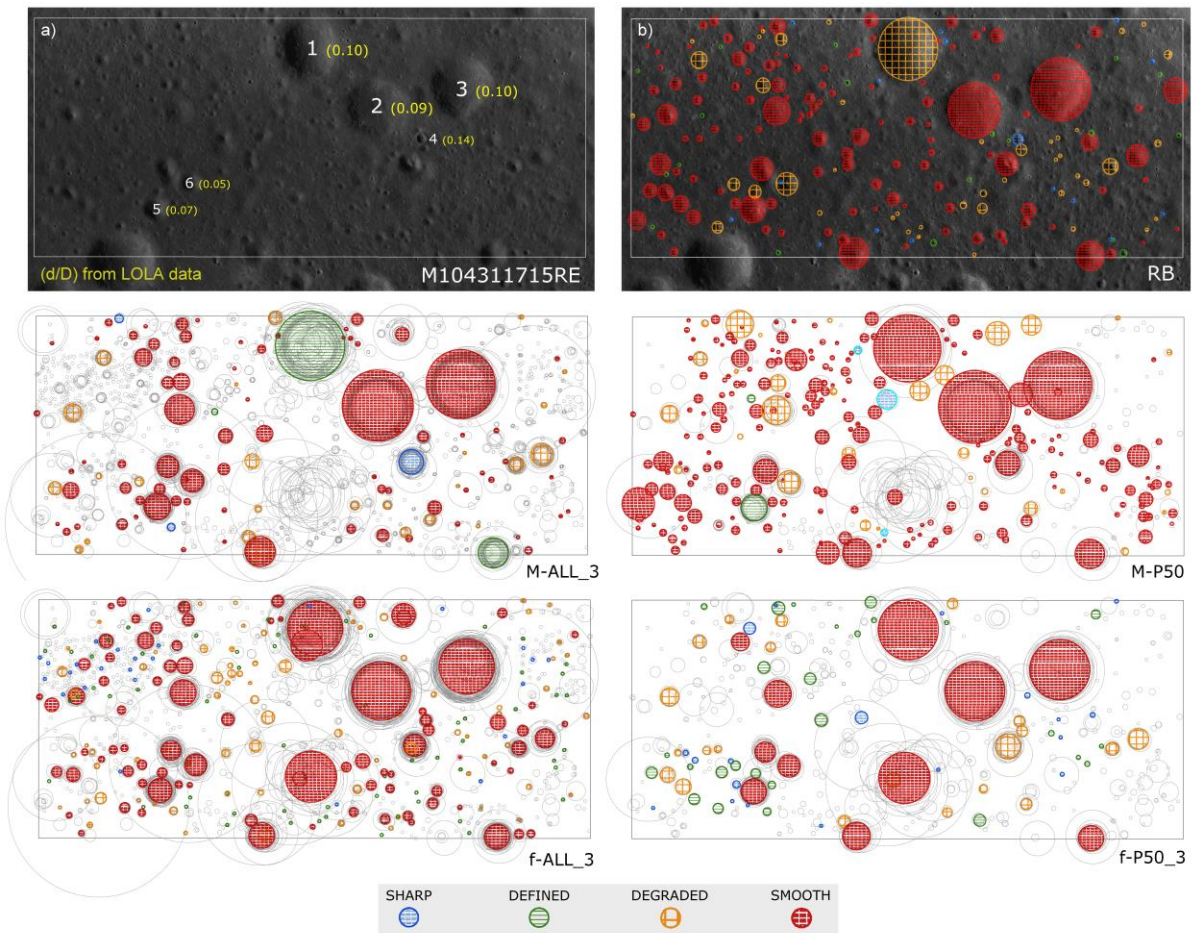 a)
1 (0.10)
2 (0.09)
3 (0.10)
4 (0.14)
6 (0.05)
5 (0.07)
(d/D) from LOLA data
M104311715RE
b)
RB
M-ALL_3
M-P50
f-ALL_3
f-P50_3
SHARP
DEFINED
DEGRADED
SMOOTH